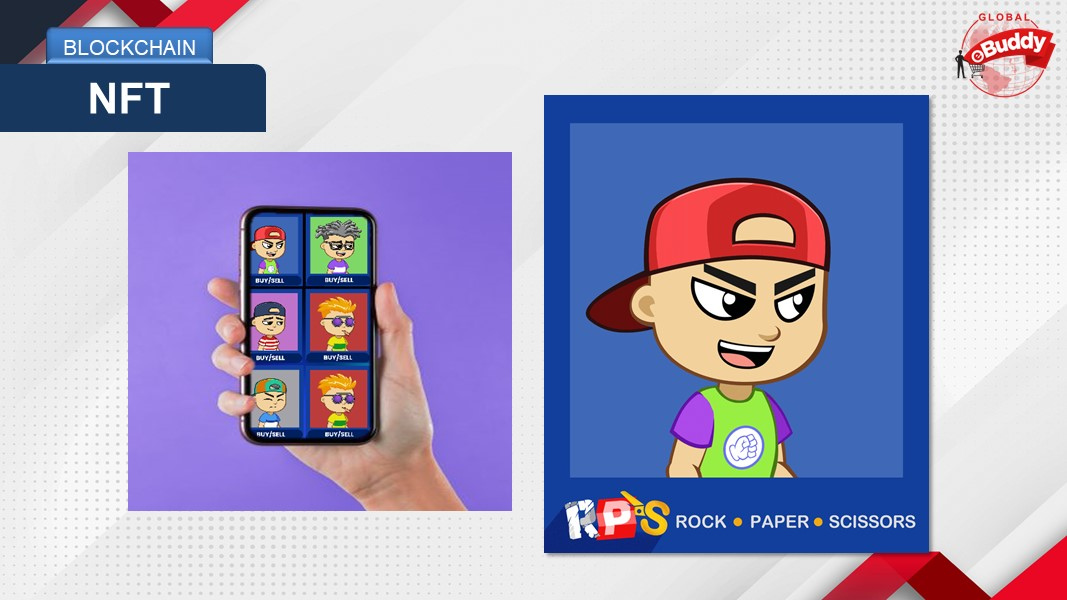 BLOCKCHAIN
NFT
GLOBAL
eBuddy
BUY/SELL
BUY/SELL
BUY/SELL
BUY/SELL
BUY/SELL
BUY/SELL
RPS ROCK • PAPER • SCISSORS